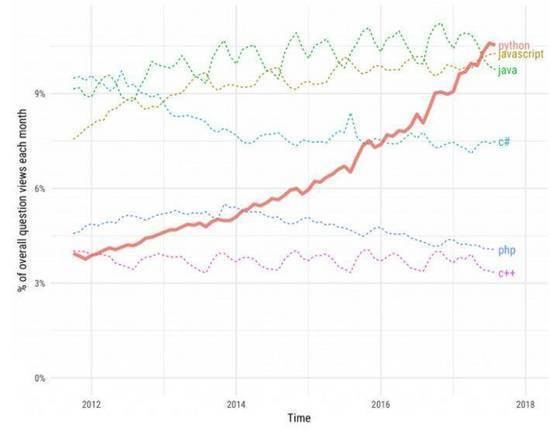 python
javascript
java
9%
c#
6%
php
c++
3%
0%
2012
2014
2016
2018
Time
% of overall question views each month